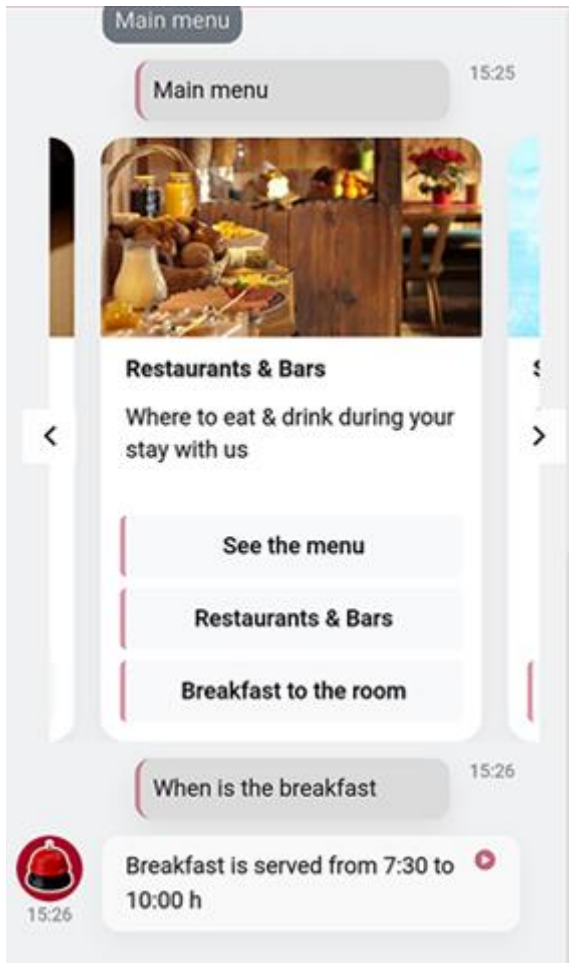 Main menu
Main menu
15:25
Restaurants & Bars
Where to eat & drink during your
stay with us
See the menu
Restaurants & Bars
Breakfast to the room
When is the breakfast
15:26
Breakfast is served from 7:30 to
10:00 h
15:26